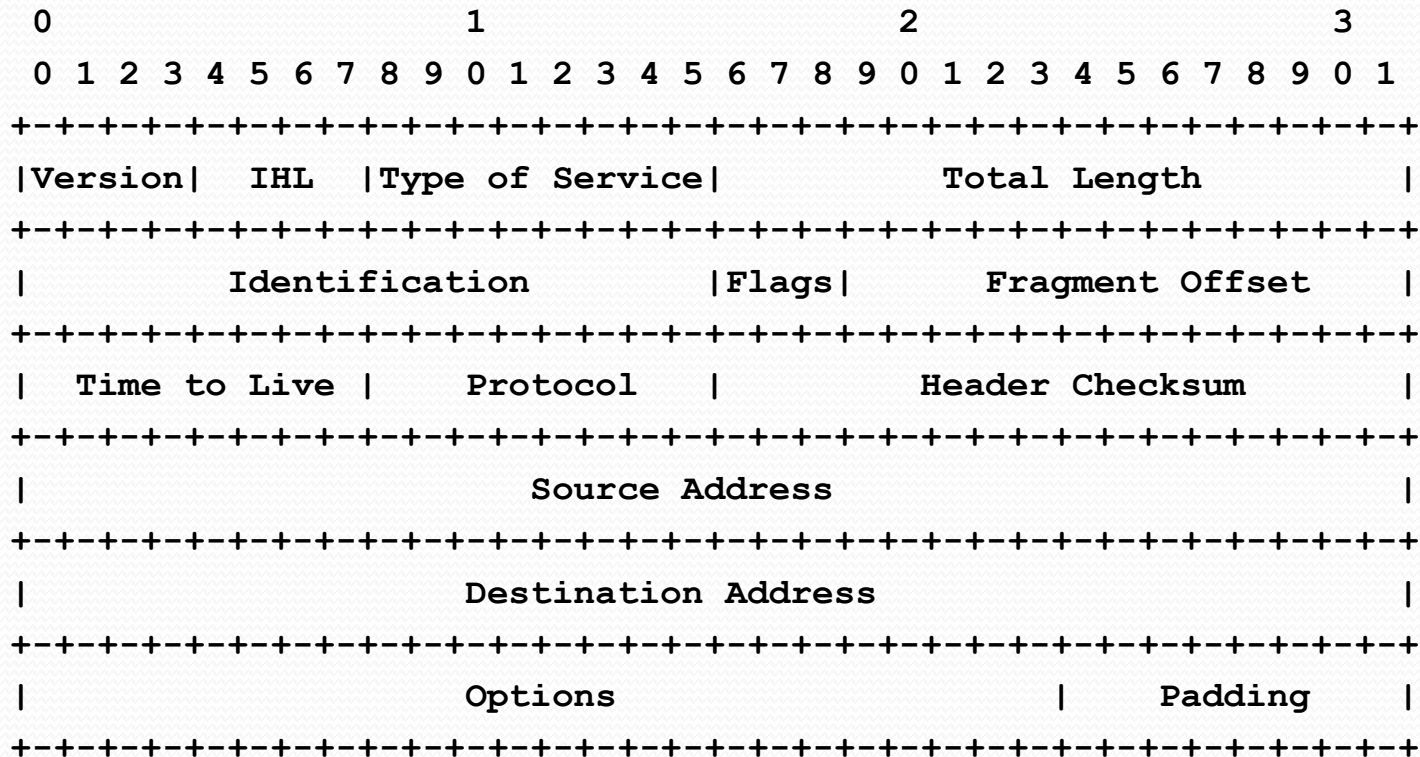 0                   1                   2                   3
0 1 2 3 4 5 6 7 8 9 0 1 2 3 4 5 6 7 8 9 0 1 2 3 4 5 6 7 8 9 0 1
+-+-+-+-+-+-+-+-+-+-+-+-+-+-+-+-+-+-+-+-+-+-+-+-+-+-+-+-+-+-+-+-+
|Version|  IHL  |Type of Service|          Total Length         |
+-+-+-+-+-+-+-+-+-+-+-+-+-+-+-+-+-+-+-+-+-+-+-+-+-+-+-+-+-+-+-+-+
|         Identification        |Flags|      Fragment Offset    |
+-+-+-+-+-+-+-+-+-+-+-+-+-+-+-+-+-+-+-+-+-+-+-+-+-+-+-+-+-+-+-+-+
|  Time to Live |    Protocol   |         Header Checksum       |
+-+-+-+-+-+-+-+-+-+-+-+-+-+-+-+-+-+-+-+-+-+-+-+-+-+-+-+-+-+-+-+-+
|                       Source Address                          |
+-+-+-+-+-+-+-+-+-+-+-+-+-+-+-+-+-+-+-+-+-+-+-+-+-+-+-+-+-+-+-+-+
|                    Destination Address                        |
+-+-+-+-+-+-+-+-+-+-+-+-+-+-+-+-+-+-+-+-+-+-+-+-+-+-+-+-+-+-+-+-+
|                    Options                    |    Padding    |
+-+-+-+-+-+-+-+-+-+-+-+-+-+-+-+-+-+-+-+-+-+-+-+-+-+-+-+-+-+-+-+-+